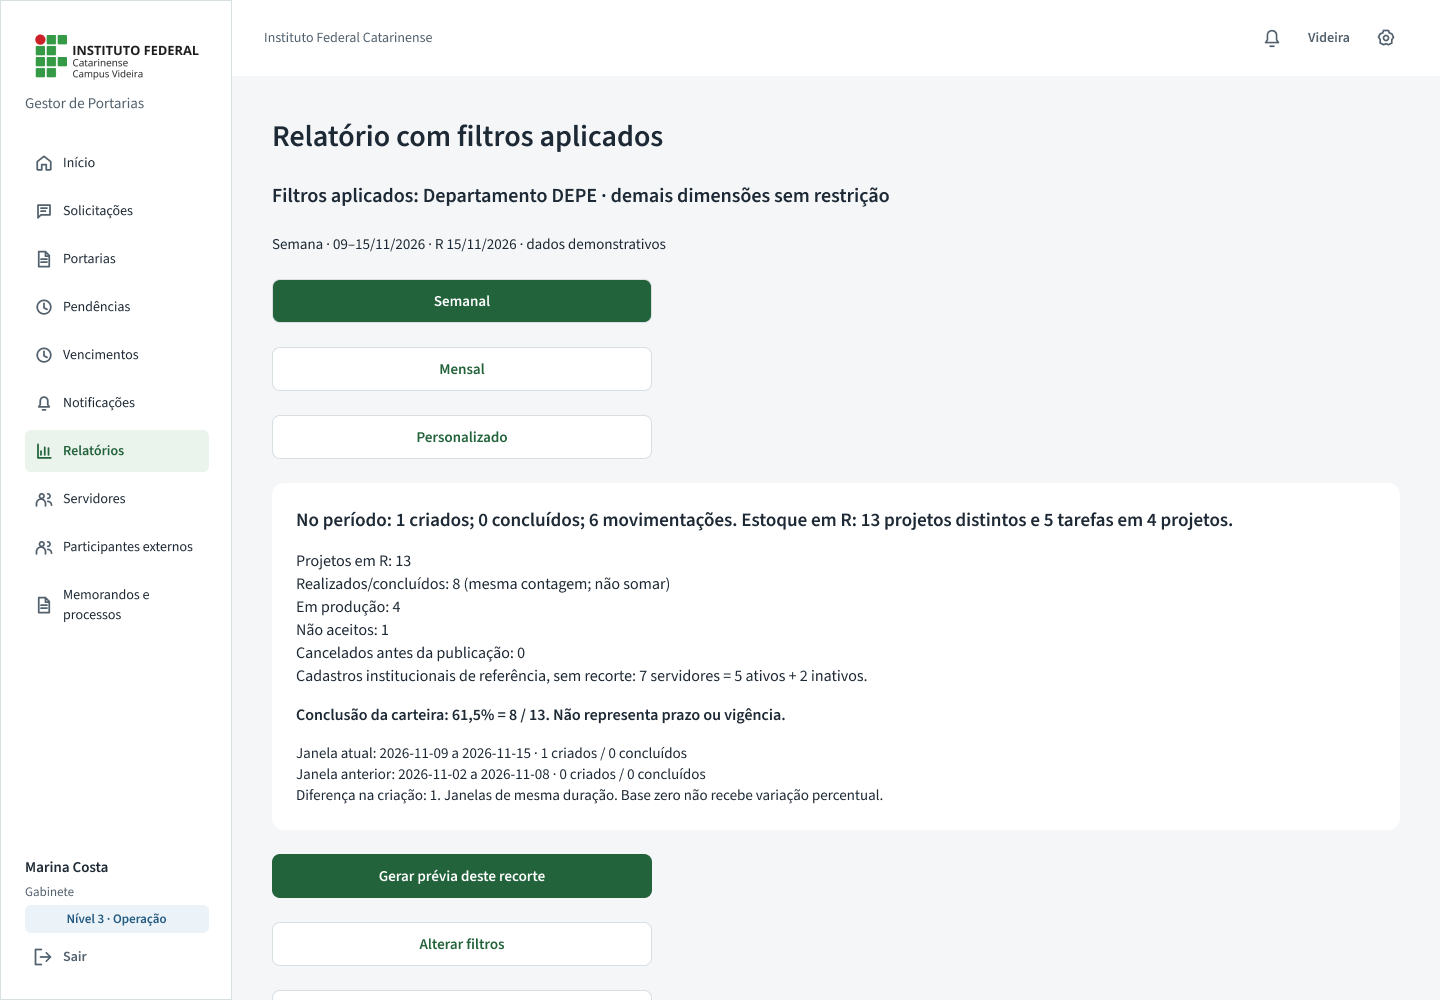 INSTITUTO FEDERAL
Catarinense
Campus Videira
Gestor de Portarias
Início
Solicitações
Portarias
Pendências
Vencimentos
Notificações
Relatórios
Servidores
Participantes externos
Memorandos e
processos
Marina Costa
Gabinete
Nível 3 · Operação
Sair
Instituto Federal Catarinense
Videira
Relatório com filtros aplicados
Filtros aplicados: Departamento DEPE · demais dimensões sem restrição
Semana · 09–15/11/2026 · R 15/11/2026 · dados demonstrativos
Semanal
Mensal
Personalizado
No período: 1 criados; 0 concluídos; 6 movimentações. Estoque em R: 13 projetos distintos e 5 tarefas em 4 projetos.
Projetos em R: 13
Realizados/concluídos: 8 (mesma contagem; não somar)
Em produção: 4
Não aceitos: 1
Cancelados antes da publicação: 0
Cadastros institucionais de referência, sem recorte: 7 servidores = 5 ativos + 2 inativos.
Conclusão da carteira: 61,5% = 8 / 13. Não representa prazo ou vigência.
Janela atual: 2026-11-09 a 2026-11-15 · 1 criados / 0 concluídos
Janela anterior: 2026-11-02 a 2026-11-08 · 0 criados / 0 concluídos
Diferença na criação: 1. Janelas de mesma duração. Base zero não recebe variação percentual.
Gerar prévia deste recorte
Alterar filtros